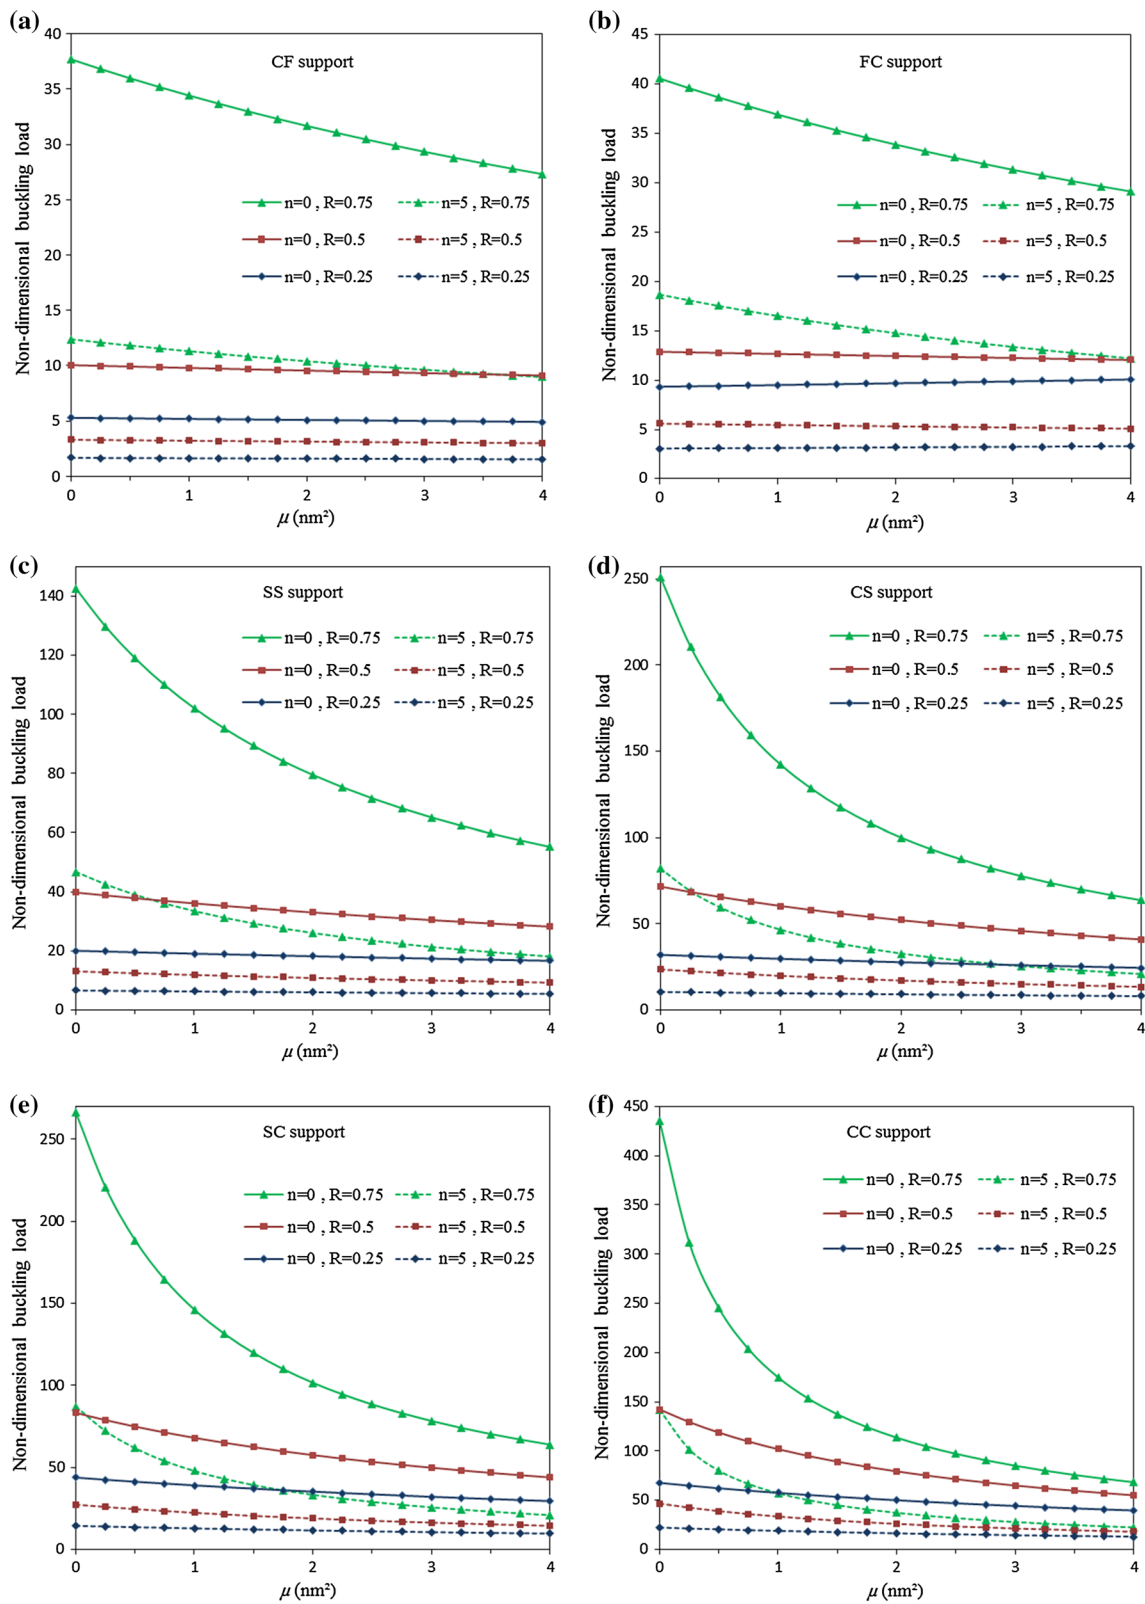 (a)
CF support
Non-dimensional buckling load
40
35
30
25
20
15
10
5
0
n=0 , R=0.75
n=5 , R=0.75
n=0 , R=0.5
n=5 , R=0.5
n=0 , R=0.25
n=5 , R=0.25
0 1 2 3 4
μ (nm²)
(b)
FC support
Non-dimensional buckling load
45
40
35
30
25
20
15
10
5
0
n=0 , R=0.75
n=5 , R=0.75
n=0 , R=0.5
n=5 , R=0.5
n=0 , R=0.25
n=5 , R=0.25
0 1 2 3 4
μ (nm²)
(c)
SS support
Non-dimensional buckling load
140
120
100
80
60
40
20
0
n=0 , R=0.75
n=5 , R=0.75
n=0 , R=0.5
n=5 , R=0.5
n=0 , R=0.25
n=5 , R=0.25
0 1 2 3 4
μ (nm²)
(d)
CS support
Non-dimensional buckling load
250
200
150
100
50
0
n=0 , R=0.75
n=5 , R=0.75
n=0 , R=0.5
n=5 , R=0.5
n=0 , R=0.25
n=5 , R=0.25
0 1 2 3 4
μ (nm²)
(e)
SC support
Non-dimensional buckling load
250
200
150
100
50
0
n=0 , R=0.75
n=5 , R=0.75
n=0 , R=0.5
n=5 , R=0.5
n=0 , R=0.25
n=5 , R=0.25
0 1 2 3 4
μ (nm²)
(f)
CC support
Non-dimensional buckling load
450
400
350
300
250
200
150
100
50
0
n=0 , R=0.75
n=5 , R=0.75
n=0 , R=0.5
n=5 , R=0.5
n=0 , R=0.25
n=5 , R=0.25
0 1 2 3 4
μ (nm²)